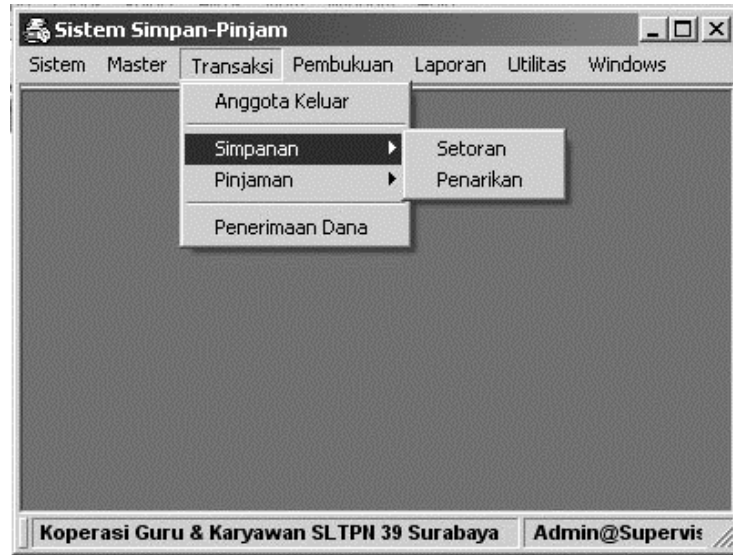 Sistem Simpan-Pinjam
Sistem Master Transaksi Pembukuan Laporan Utilitas Windows
Anggota Keluar
Simpanan
Setoran
Pinjaman
Penarikan
Penerimaan Dana
Koperasi Guru & Karyawan SLTPN 39 Surabaya